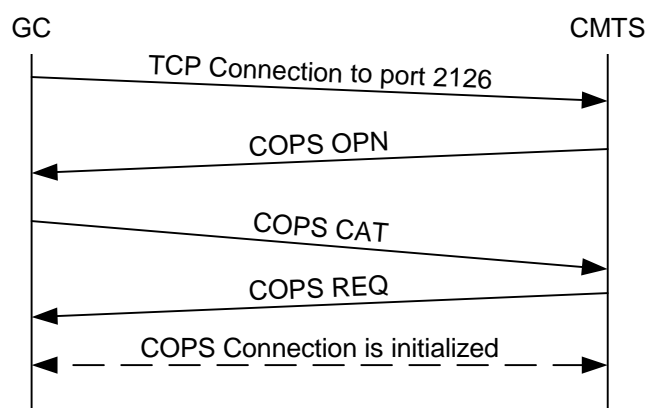 GC
CMTS
TCP Connection to port 2126
COPS OPN
COPS CAT
COPS REQ
COPS Connection is initialized